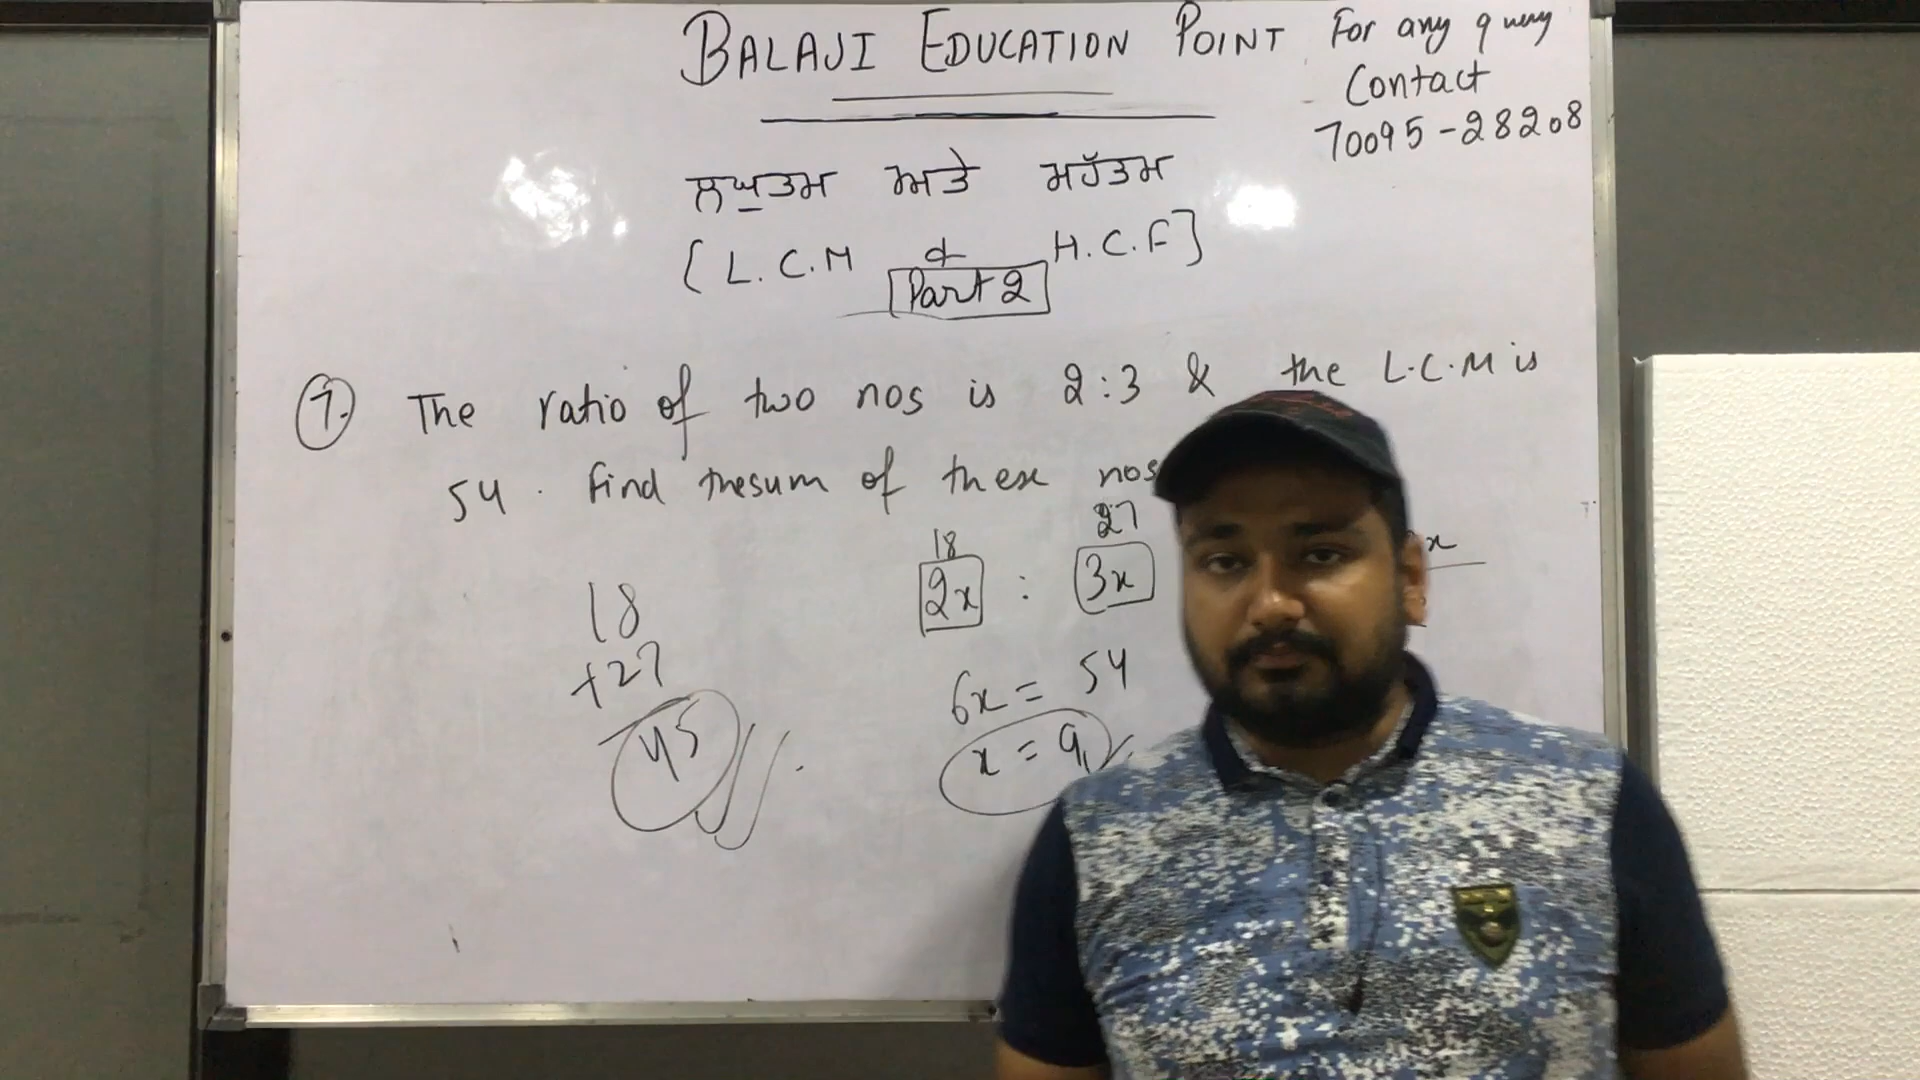 BALAJI EDUCATION POINT
For any query
Contact
70095-28208
ਲਘੁਤਮ ਅਤੇ ਮਹੱਤਮ
[L.C.M & H.C.F]
Part 2
7. The ratio of two nos is 2:3 & the L.C.M is
54. Find the sum of these nos
18 27
2x : 3x
x
18
+27
45
6x = 54
x = 9